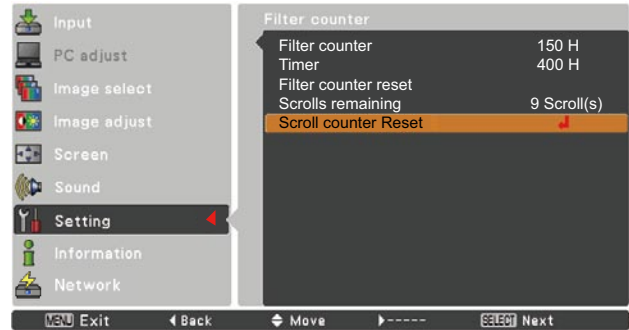 Input
PC adjust
Image select
Image adjust
Screen
Sound
Setting
Information
Network
Filter counter
Filter counter 150 H
Timer 400 H
Filter counter reset
Scrolls remaining 9 Scroll(s)
Scroll counter Reset
MENU Exit Back Move ----- SELECT Next